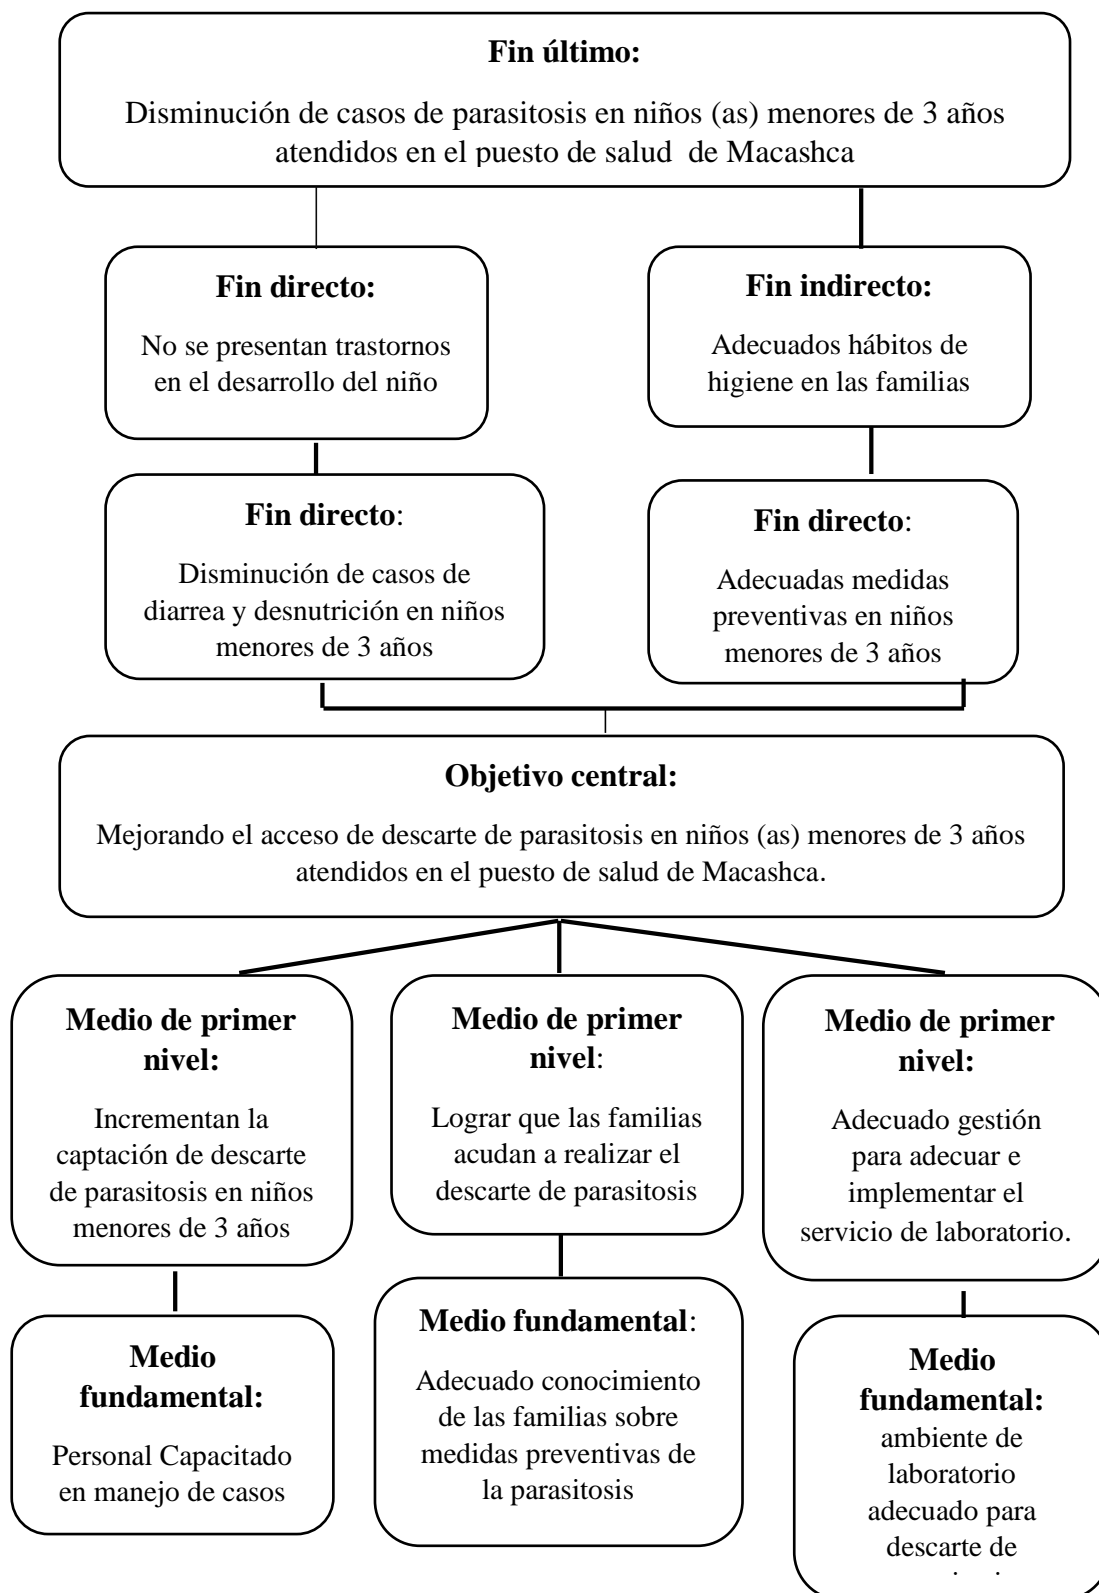 Fin último:
Disminución de casos de parasitosis en niños (as) menores de 3 años
atendidos en el puesto de salud  de Macashca
Fin directo:
No se presentan trastornos
en el desarrollo del niño
Fin indirecto:
Adecuados hábitos de
higiene en las familias
Fin directo:
Disminución de casos de
diarrea y desnutrición en niños
menores de 3 años
Fin directo:
Adecuadas medidas
preventivas en niños
menores de 3 años
Objetivo central:
Mejorando el acceso de descarte de parasitosis en niños (as) menores de 3 años
atendidos en el puesto de salud de Macashca.
Medio de primer
nivel:
Incrementan la
captación de descarte
de parasitosis en niños
menores de 3 años
Medio de primer
nivel:
Lograr que las familias
acudan a realizar el
descarte de parasitosis
Medio de primer
nivel:
Adecuado gestión
para adecuar e
implementar el
servicio de laboratorio.
Medio
fundamental:
Personal Capacitado
en manejo de casos
Medio fundamental:
Adecuado conocimiento
de las familias sobre
medidas preventivas de
la parasitosis
Medio
fundamental:
ambiente de
laboratorio
adecuado para
descarte de